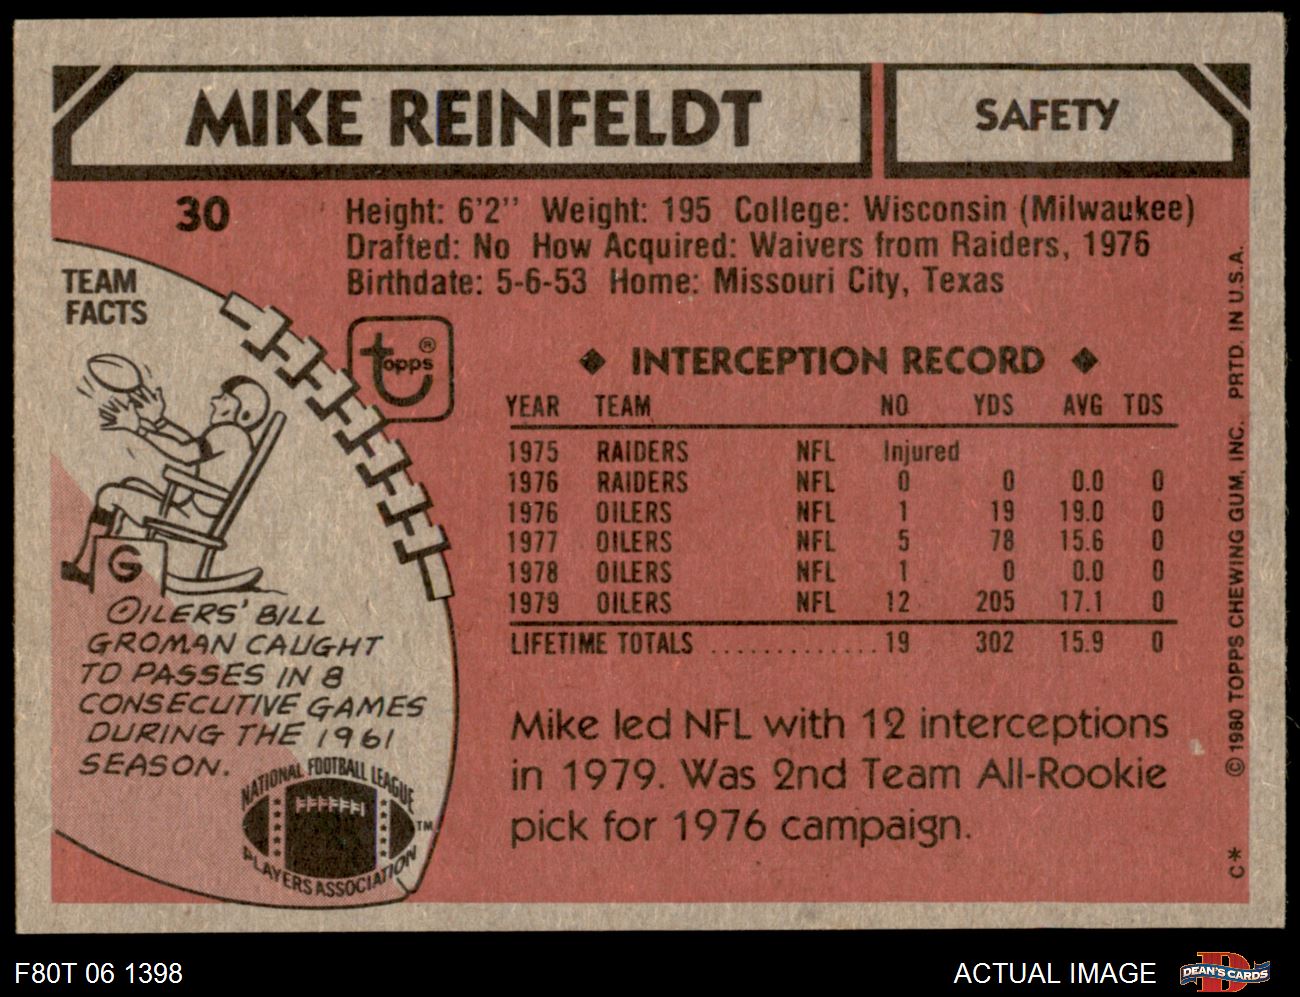 MIKE REINFELDT
SAFETY
30
Height: 6'2'' Weight: 195 College: Wisconsin (Milwaukee)
Drafted: No How Acquired: Waivers from Raiders, 1976
Birthdate: 5-6-53 Home: Missouri City, Texas
TEAM
FACTS
G
OILERS' BILL
GROMAN CAUGHT
TD PASSES IN 8
CONSECUTIVE GAMES
DURING THE 1961
SEASON.
NATIONAL FOOTBALL LEAGUE
PLAYERS ASSOCIATION
TM
topps ®
◆ INTERCEPTION RECORD ◆
YEAR TEAM NO YDS AVG TDS
1975 RAIDERS NFL Injured
1976 RAIDERS NFL 0 0 0.0 0
1976 OILERS NFL 1 19 19.0 0
1977 OILERS NFL 5 78 15.6 0
1978 OILERS NFL 1 0 0.0 0
1979 OILERS NFL 12 205 17.1 0
LIFETIME TOTALS .............. 19 302 15.9 0
Mike led NFL with 12 interceptions
in 1979. Was 2nd Team All-Rookie
pick for 1976 campaign.
C* © 1980 TOPPS CHEWING GUM, INC. PRTD. IN U.S.A.
F80T 06 1398
ACTUAL IMAGE
D
DEAN'S CARDS